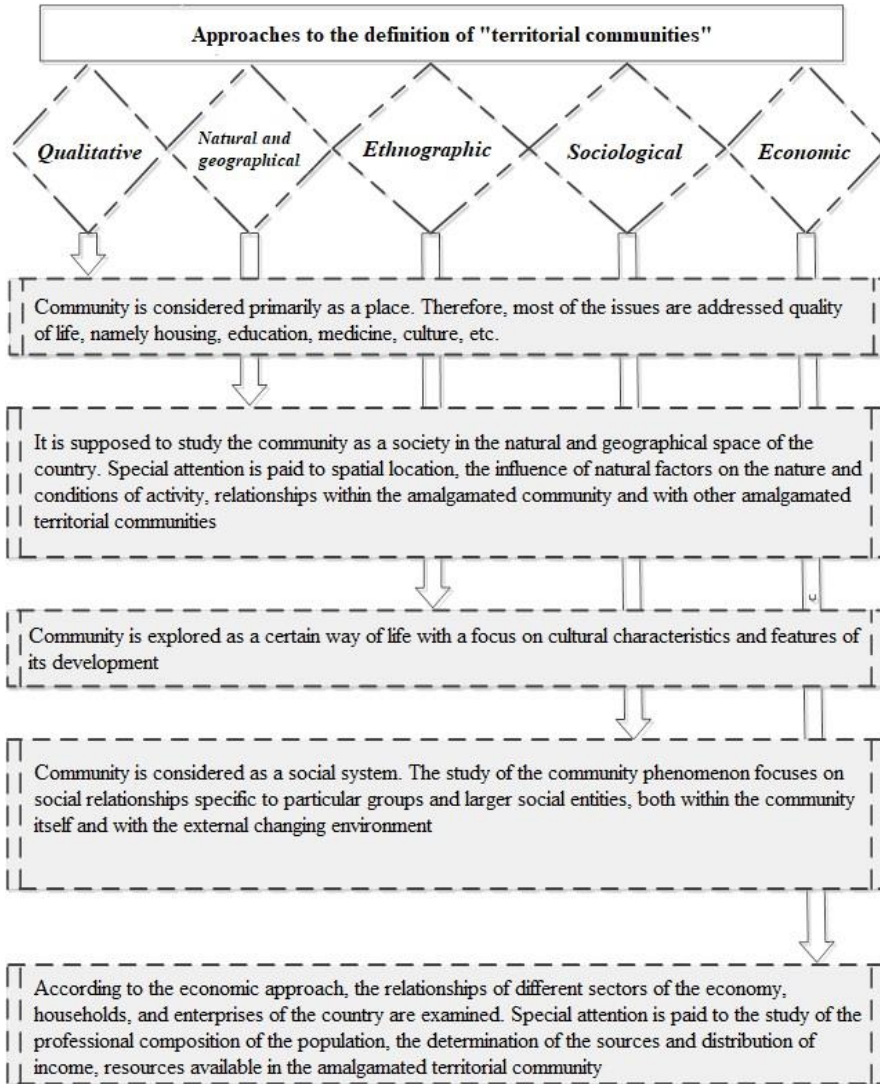 Approaches to the definition of "territorial communities"
Qualitative
Natural and
geographical
Ethnographic
Sociological
Economic
Community is considered primarily as a place. Therefore, most of the issues are addressed quality
of life, namely housing, education, medicine, culture, etc.
It is supposed to study the community as a society in the natural and geographical space of the
country. Special attention is paid to spatial location, the influence of natural factors on the nature and
conditions of activity, relationships within the amalgamated community and with other amalgamated
territorial communities
Community is explored as a certain way of life with a focus on cultural characteristics and features of
its development
Community is considered as a social system. The study of the community phenomenon focuses on
social relationships specific to particular groups and larger social entities, both within the community
itself and with the external changing environment
According to the economic approach, the relationships of different sectors of the economy,
households, and enterprises of the country are examined. Special attention is paid to the study of the
professional composition of the population, the determination of the sources and distribution of
income, resources available in the amalgamated territorial community